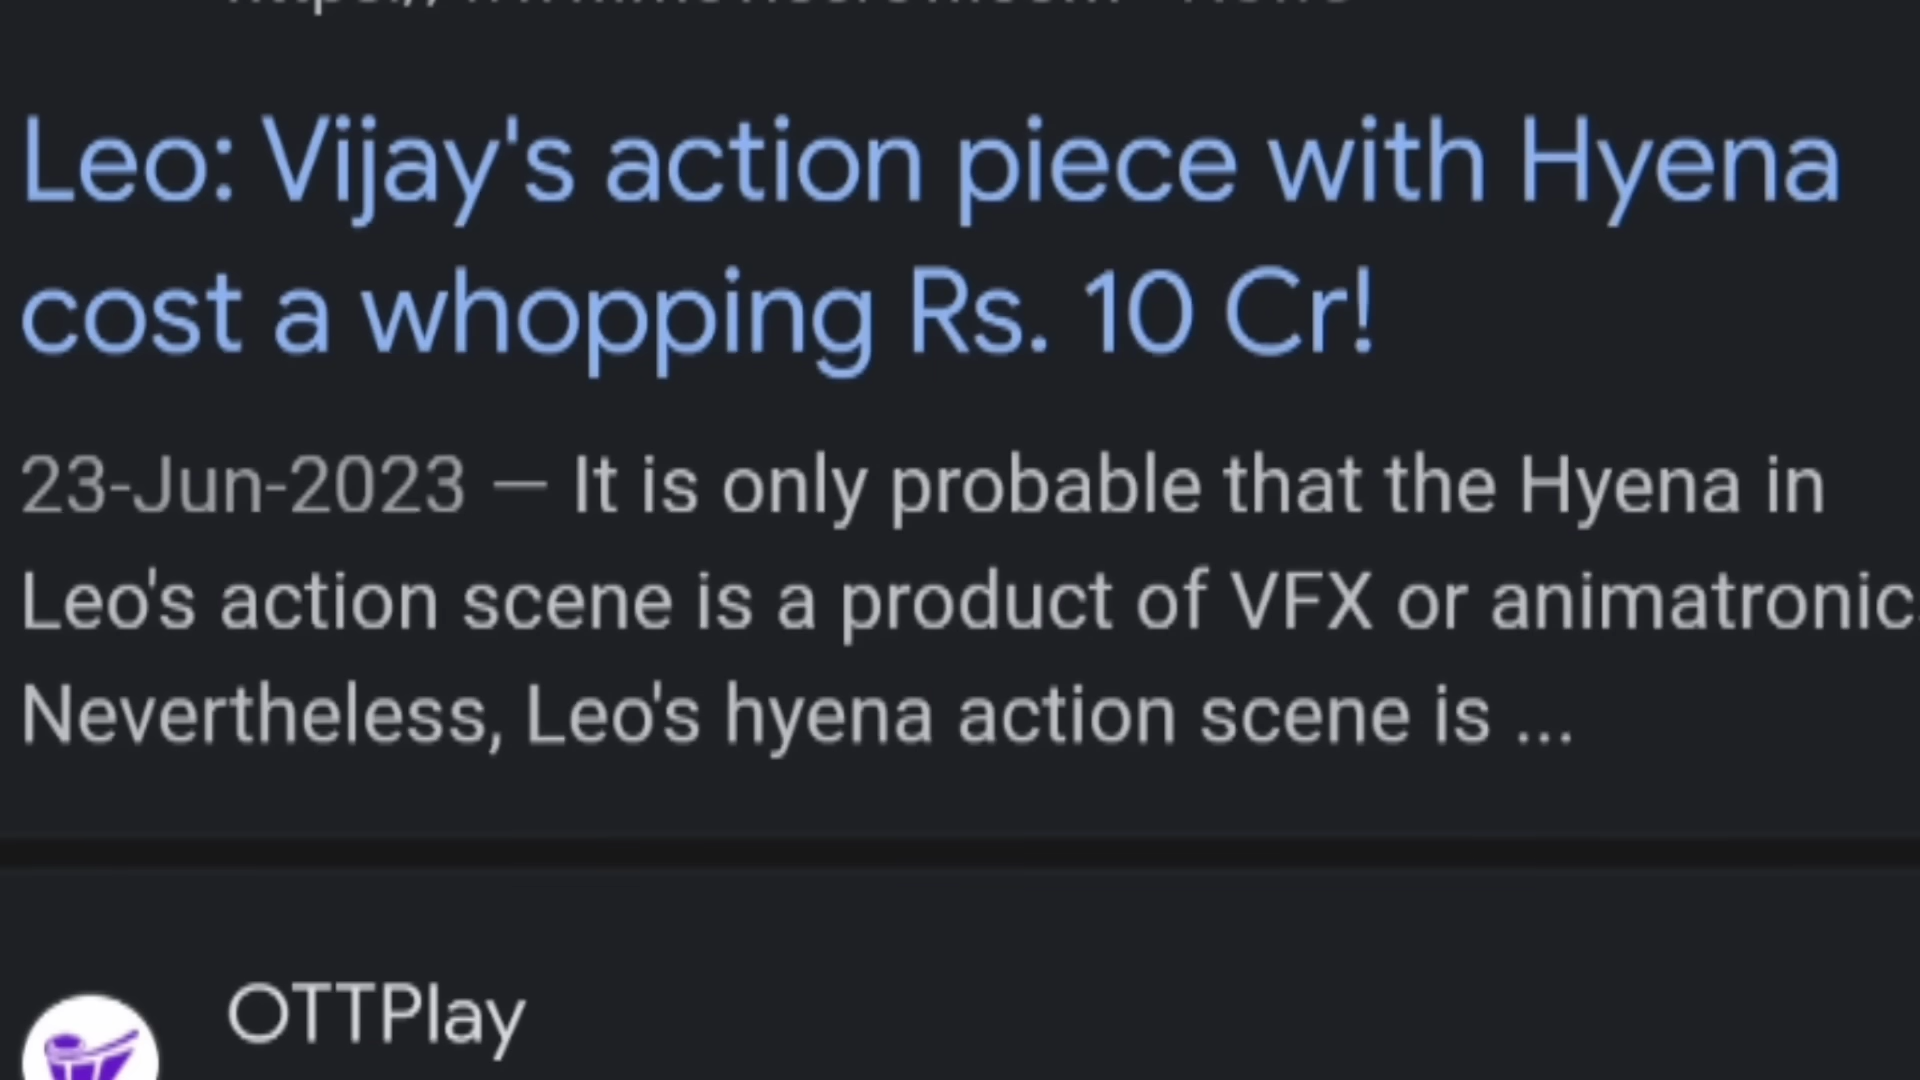 Leo: Vijay's action piece with Hyena
cost a whopping Rs. 10 Cr!
23-Jun-2023 — It is only probable that the Hyena in
Leo's action scene is a product of VFX or animatronic
Nevertheless, Leo's hyena action scene is ...
OTTPlay